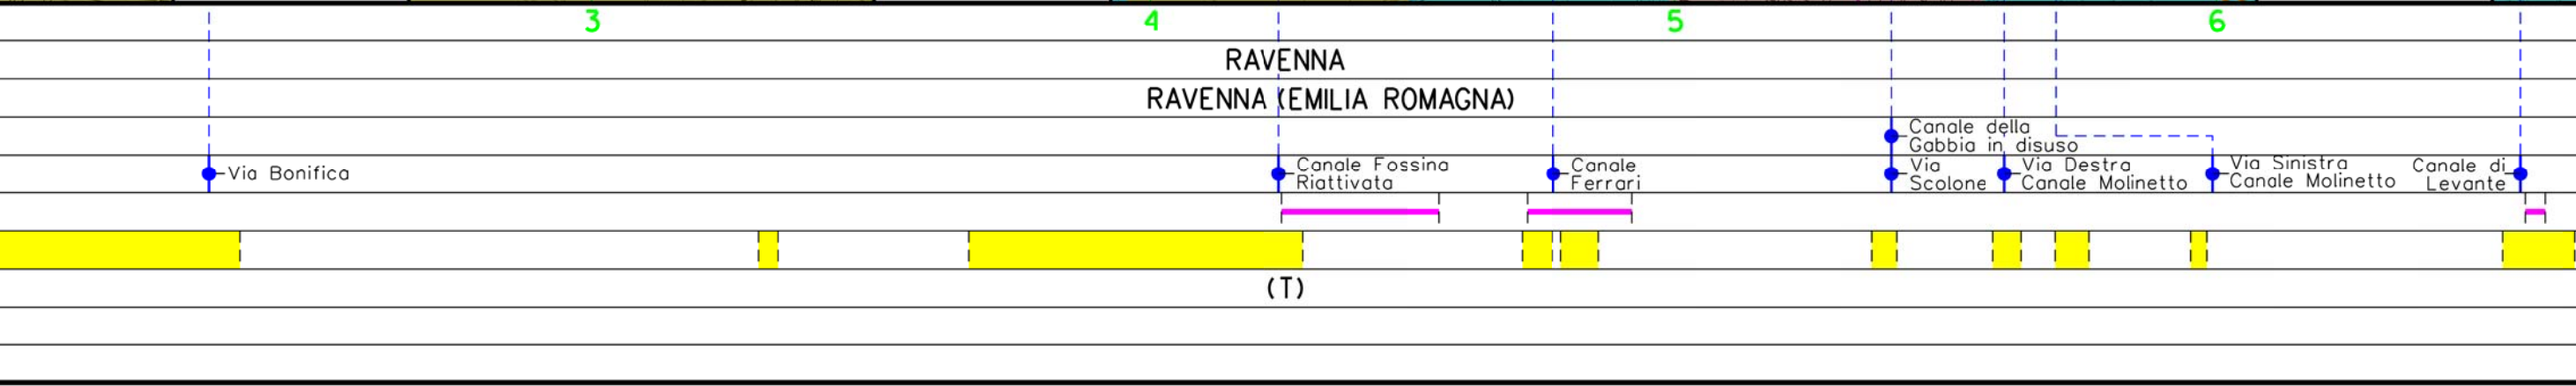 3 4 5 6
RAVENNA
RAVENNA (EMILIA ROMAGNA)
Canale della
Gabbia in disuso
Via Bonifica
Canale Fossina
Riattivata
Canale
Ferrari
Via
Scolone
Via Destra
Canale Molinetto
Via Sinistra
Canale Molinetto
Canale di
Levante
(T)